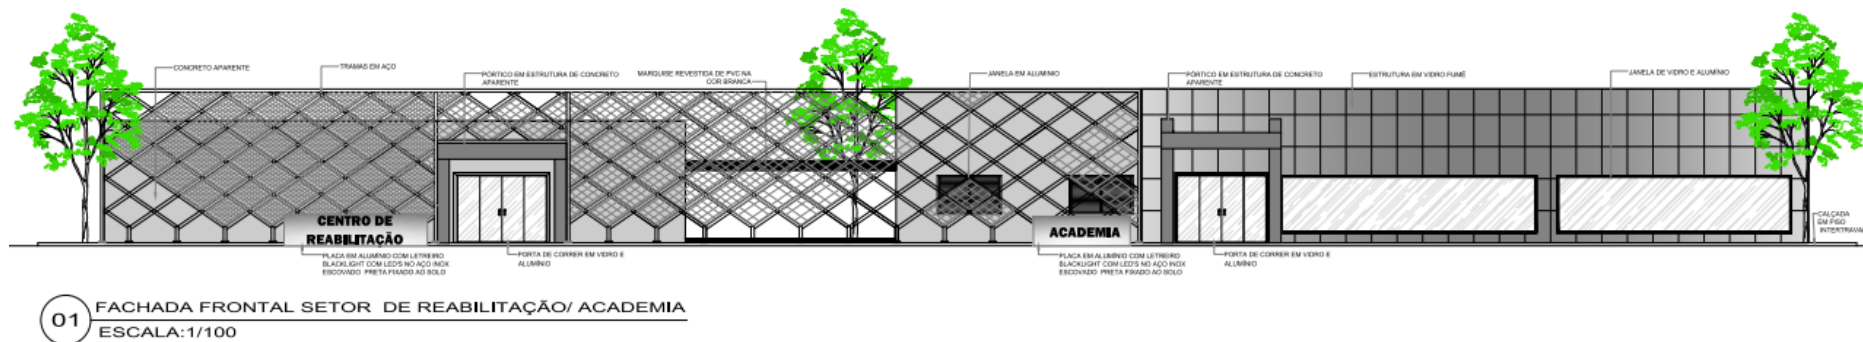 CONCRETO APARENTE
TRAMAS EM AÇO
PÓRTICO EM ESTRUTURA DE CONCRETO
APARENTE
MARQUISE REVESTIDA DE PVC NA
COR BRANCA
JANELA EM ALUMINIO
PÓRTICO EM ESTRUTURA DE CONCRETO
APARENTE
ESTRUTURA EM VIDRO FUMÊ
JANELA DE VIDRO E ALUMÍNIO
CENTRO DE
REABILITAÇÃO
ACADEMIA
CALÇADA
EM PISO
INTERTRAVA
PLACA EM ALUMÍNIO COM LETREIRO
BLACKLIGHT COM LED'S NO AÇO INOX
ESCOVADO PRETA FIXADO AO SOLO
PORTA DE CORRER EM VIDRO E
ALUMÍNIO
PLACA EM ALUMÍNIO COM LETREIRO
BLACKLIGHT COM LED'S NO AÇO INOX
ESCOVADO PRETA FIXADO AO SOLO
PORTA DE CORRER EM VIDRO E
ALUMÍNIO
01
FACHADA FRONTAL SETOR DE REABILITAÇÃO/ ACADEMIA
ESCALA:1/100